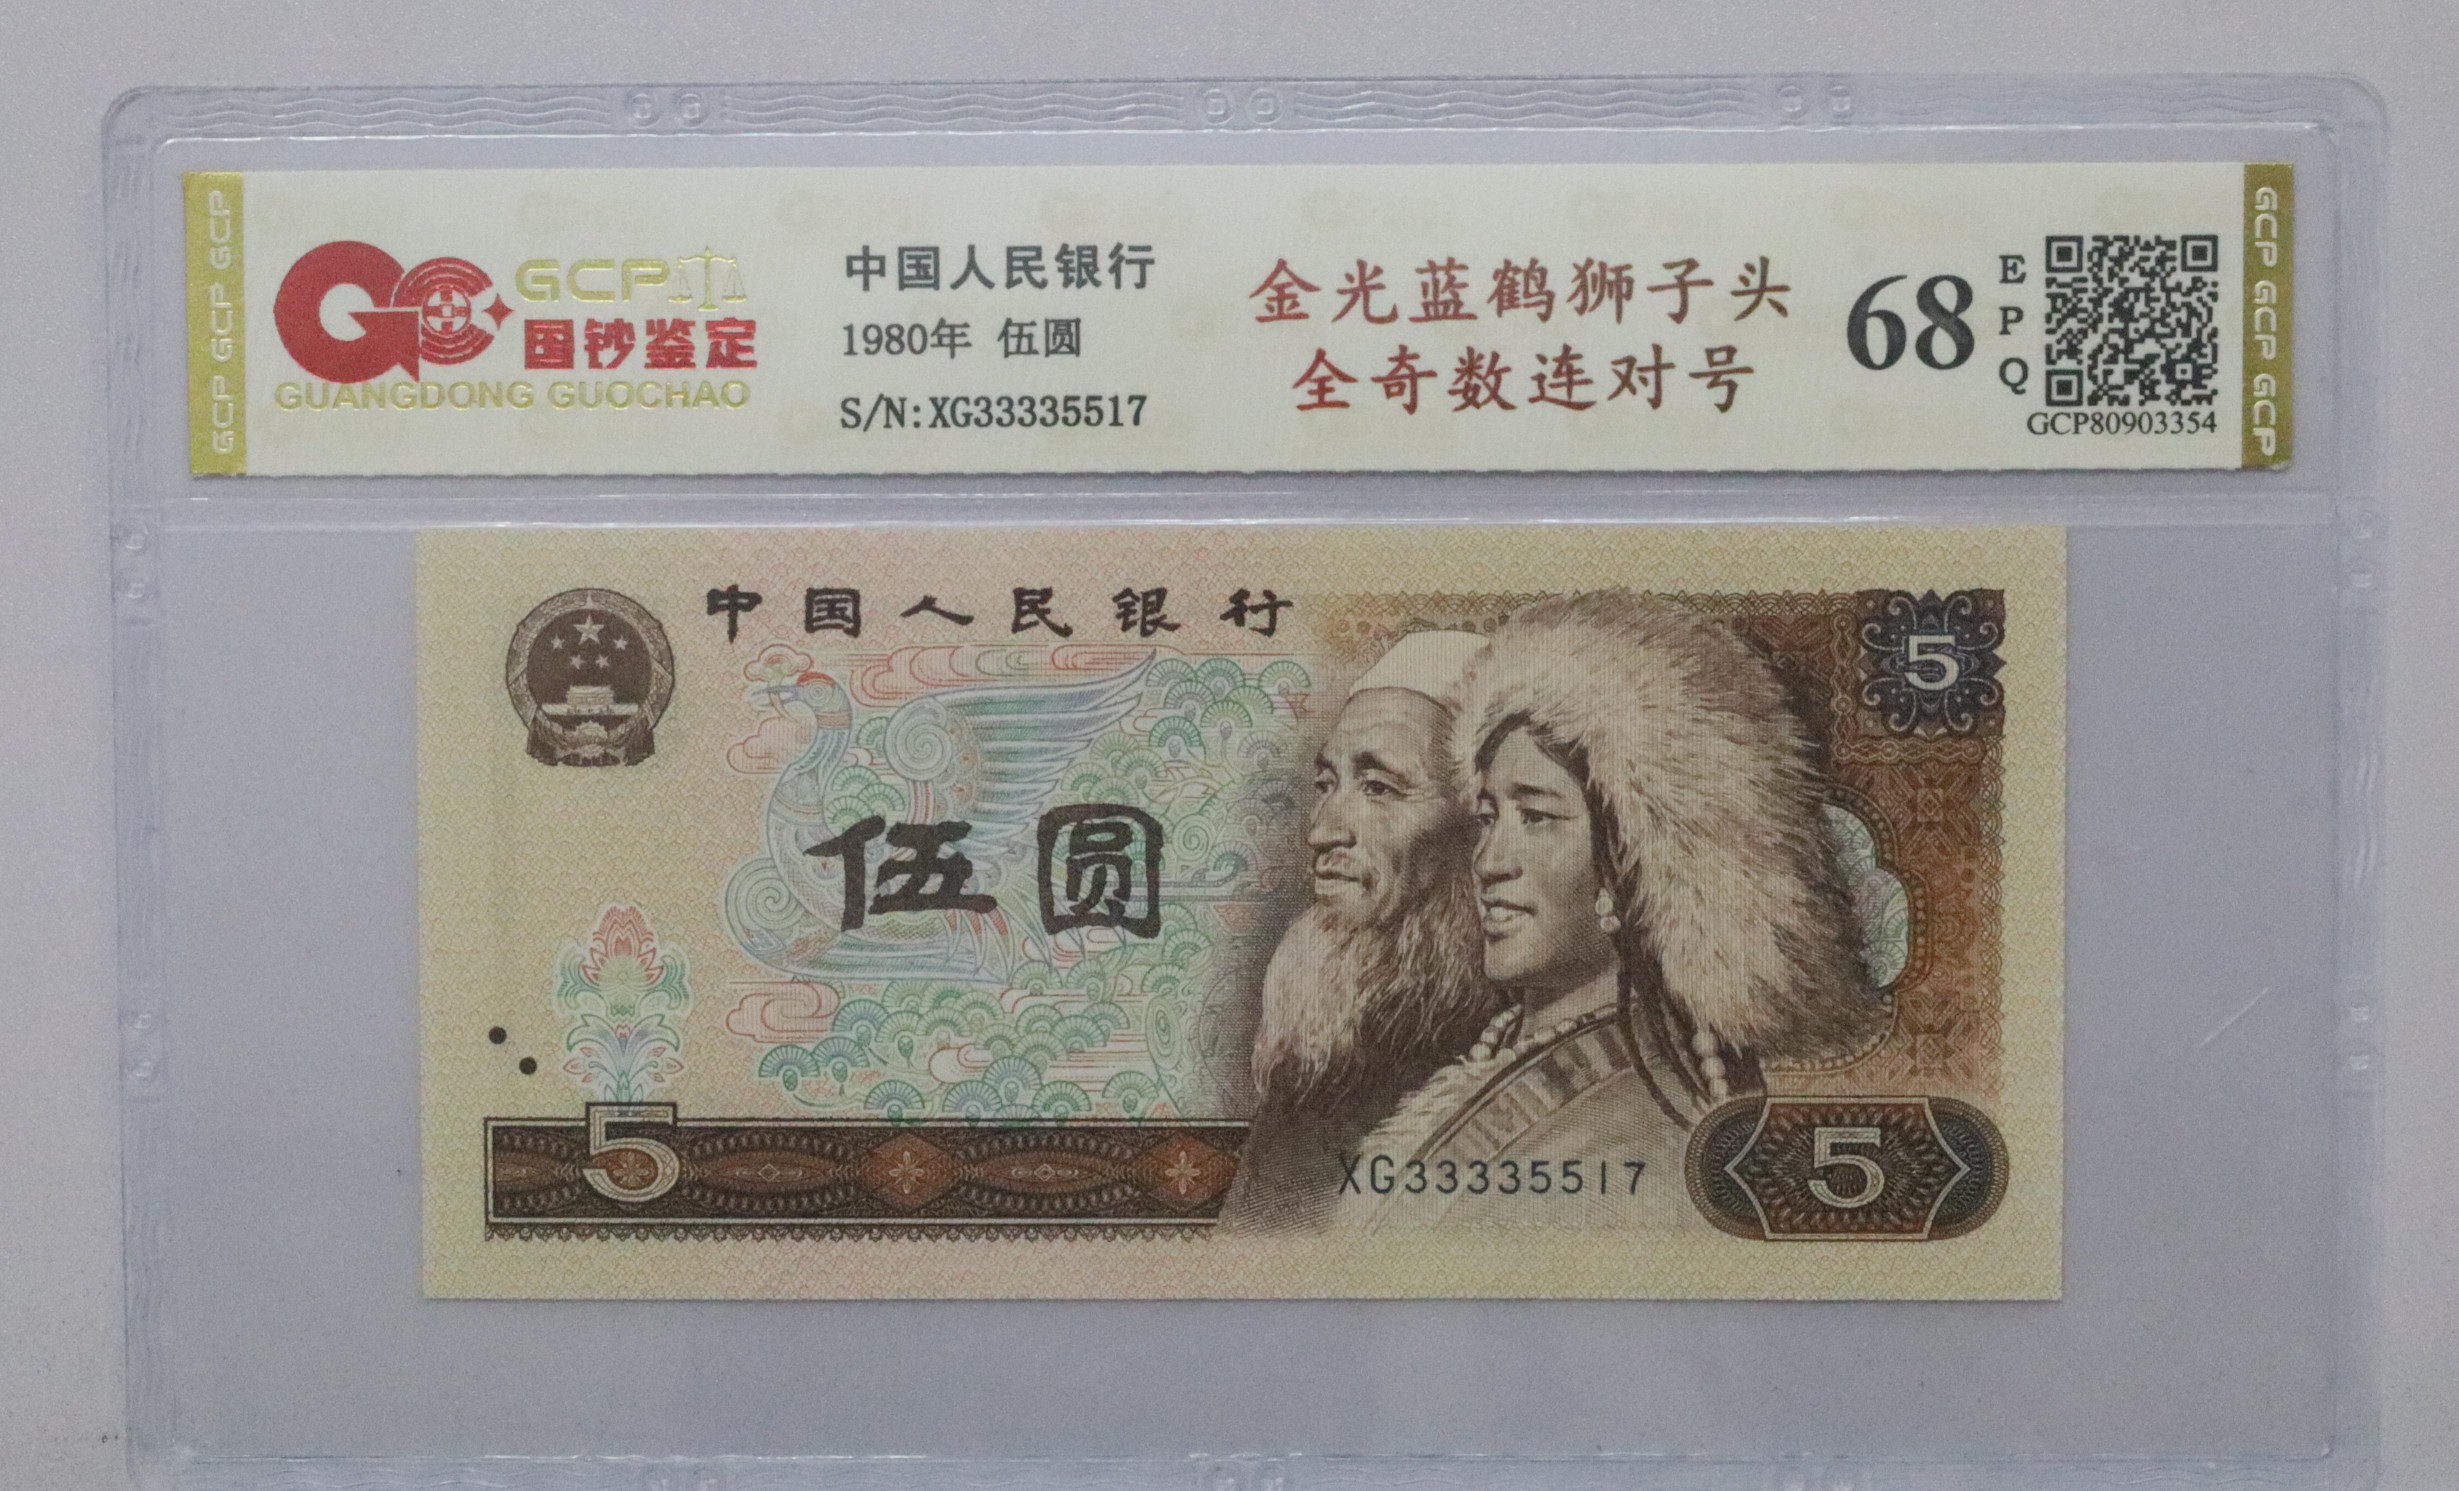 GCP GCP GCP
GCP
国钞鉴定
GUANGDONG GUOCHAO
中国人民银行
1980年 伍圆
S/N:XG33335517
金光蓝鹤狮子头
全奇数连对号
68
E
P
Q
GCP80903354
GCP GCP GCP
中国人民银行
5
伍圆
5
XG33335517
5